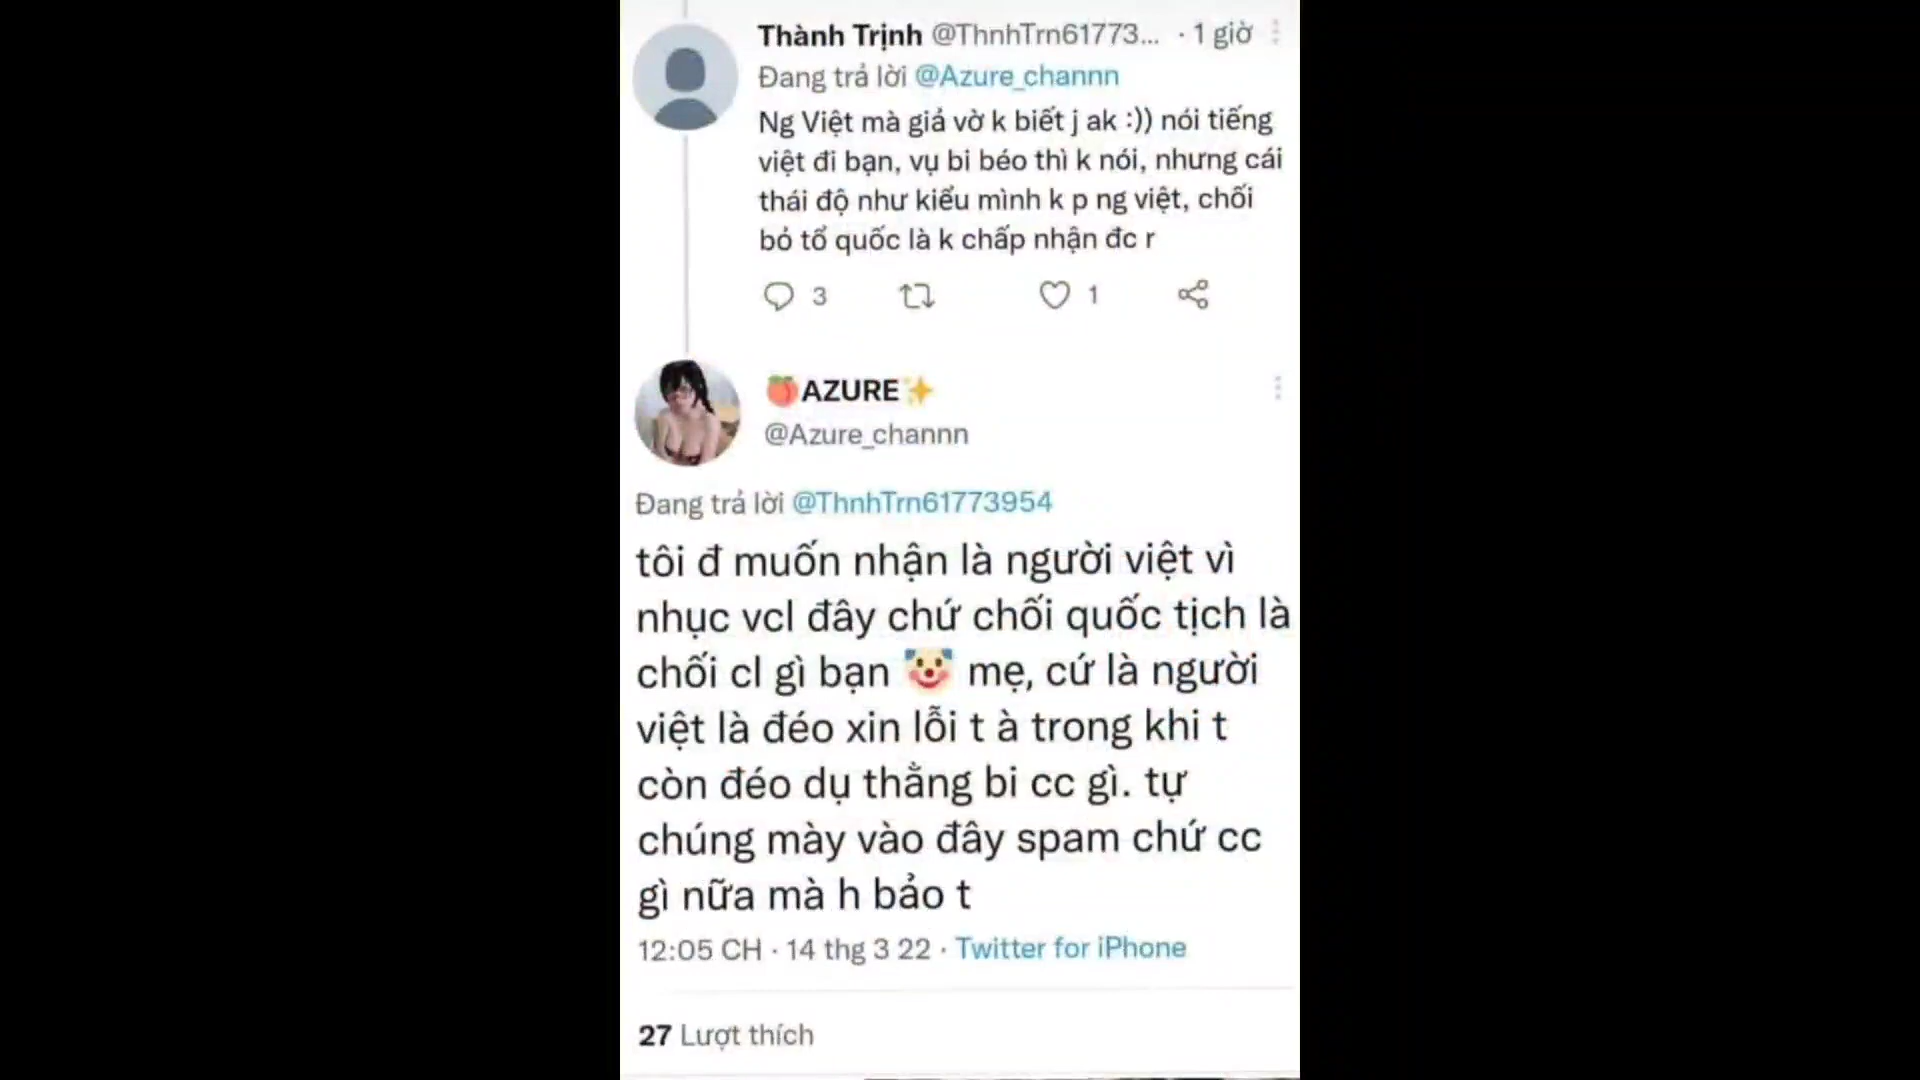 Thành Trịnh @ThnhTrn61773... · 1 giờ
Đang trả lời @Azure_channn
Ng Việt mà giả vờ k biết j ak :)) nói tiếng
việt đi bạn, vụ bi béo thì k nói, nhưng cái
thái độ như kiểu mình k p ng việt, chối
bỏ tổ quốc là k chấp nhận đc r
3 1
🍑AZURE✨
@Azure_channn
Đang trả lời @ThnhTrn61773954
tôi đ muốn nhận là người việt vì
nhục vcl đây chứ chối quốc tịch là
chối cl gì bạn 🤡 mẹ, cứ là người
việt là đéo xin lỗi t à trong khi t
còn đéo dụ thằng bi cc gì. tự
chúng mày vào đây spam chứ cc
gì nữa mà h bảo t
12:05 CH · 14 thg 3 22 · Twitter for iPhone
27 Lượt thích